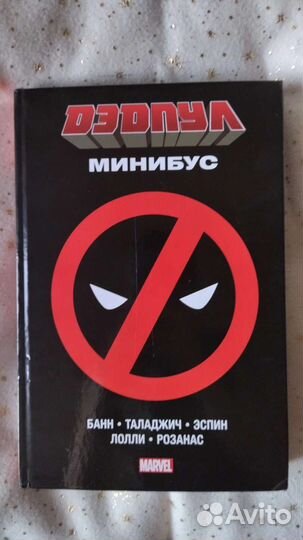 ДЭДПУЛ
МИНИБУС
БАНН • ТАЛАДЖИЧ • ЭСПИН
ЛОЛЛИ • РОЗАНАС
MARVEL
Avito